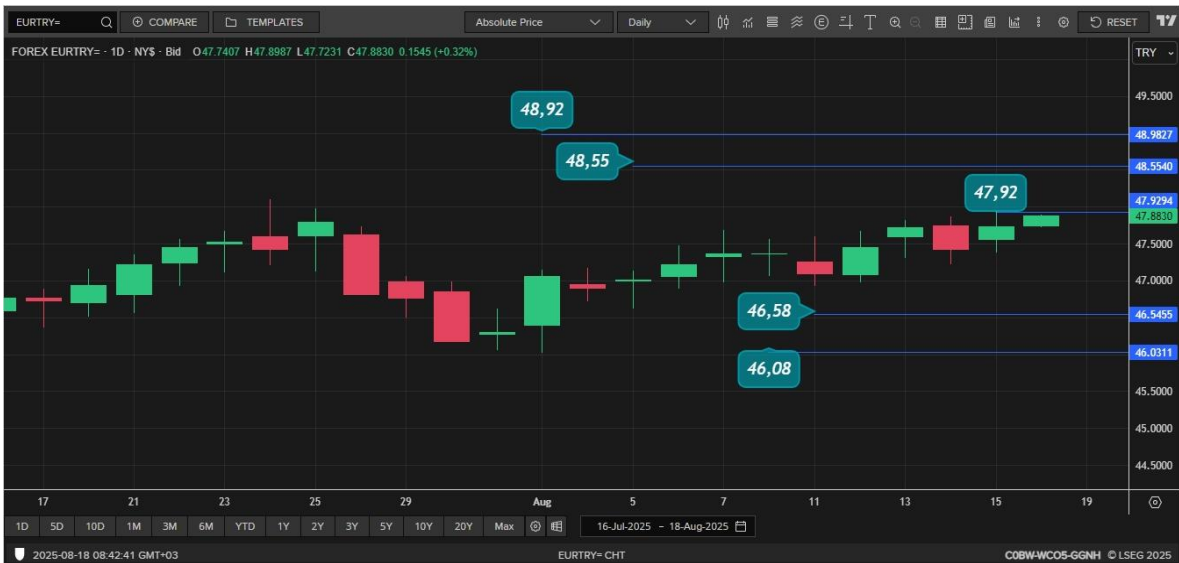 EURTRY= COMPARE TEMPLATES Absolute Price Daily E T RESET
FOREX EURTRY= · 1D · NY$ · Bid O47.7407 H47.8987 L47.7231 C47.8830 0.1545 (+0.32%)
TRY
49.5000
48,92
48.9827
48,55
48.5540
47,92
47.9294
47.8830
47.5000
47.0000
46,58
46.5455
46,08
46.0311
45.5000
45.0000
44.5000
17 21 23 25 29 Aug 5 7 11 13 15 19
1D 5D 10D 1M 3M 6M YTD 1Y 2Y 3Y 5Y 10Y 20Y Max 16-Jul-2025 - 18-Aug-2025
2025-08-18 08:42:41 GMT+03 EURTRY= CHT C0BW-WCO5-GGNH © LSEG 2025